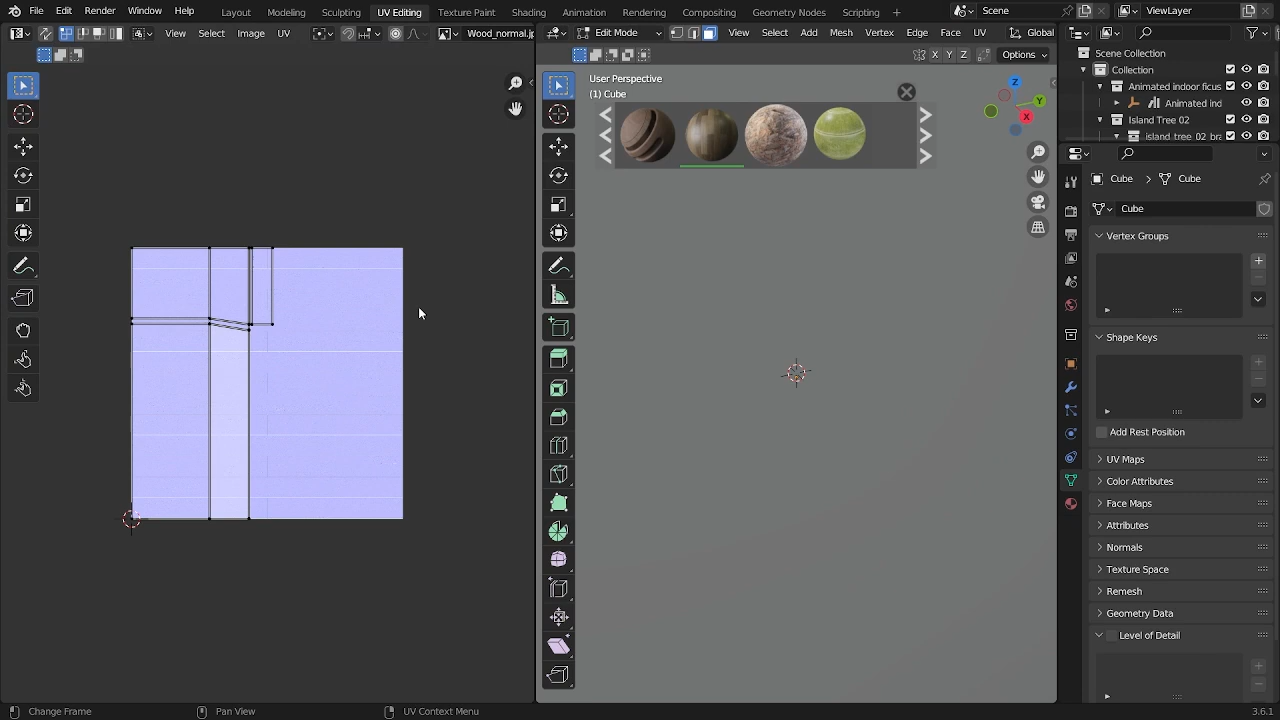 File Edit Render Window Help Layout Modeling Sculpting UV Editing Texture Paint Shading Animation Rendering Compositing Geometry Nodes Scripting + Scene ViewLayer
View Select Image UV Wood_normal.jp
Edit Mode View Select Add Mesh Vertex Edge Face UV Global
X Y Z Options
Scene Collection
Collection
Animated indoor ficus
Animated ind
Island Tree 02
island_tree_02_bra
User Perspective
(1) Cube
Z
Y
X
Cube > Cube
Cube
Vertex Groups
Shape Keys
Add Rest Position
UV Maps
Color Attributes
Face Maps
Attributes
Normals
Texture Space
Remesh
Geometry Data
Level of Detail
Change Frame Pan View UV Context Menu 3.6.1